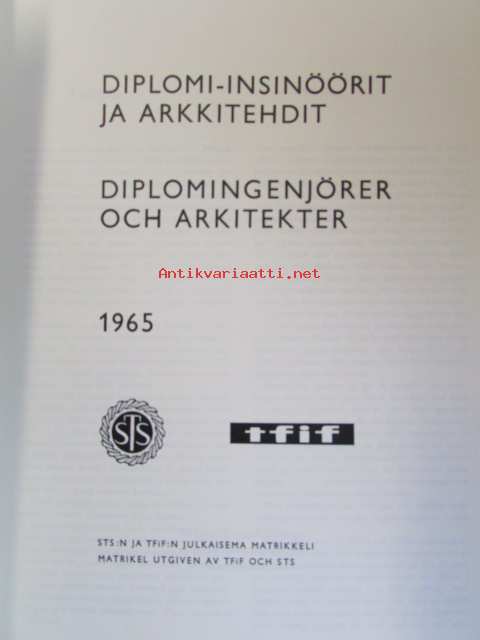 DIPLOMI-INSINÖÖRIT
JA ARKKITEHDIT
DIPLOMINGENJÖRER
OCH ARKITEKTER
Antikvariaatti.net
1965
STS
tfif
STS:N JA TFiF:N JULKAISEMA MATRIKKELI
MATRIKEL UTGIVEN AV TFiF OCH STS